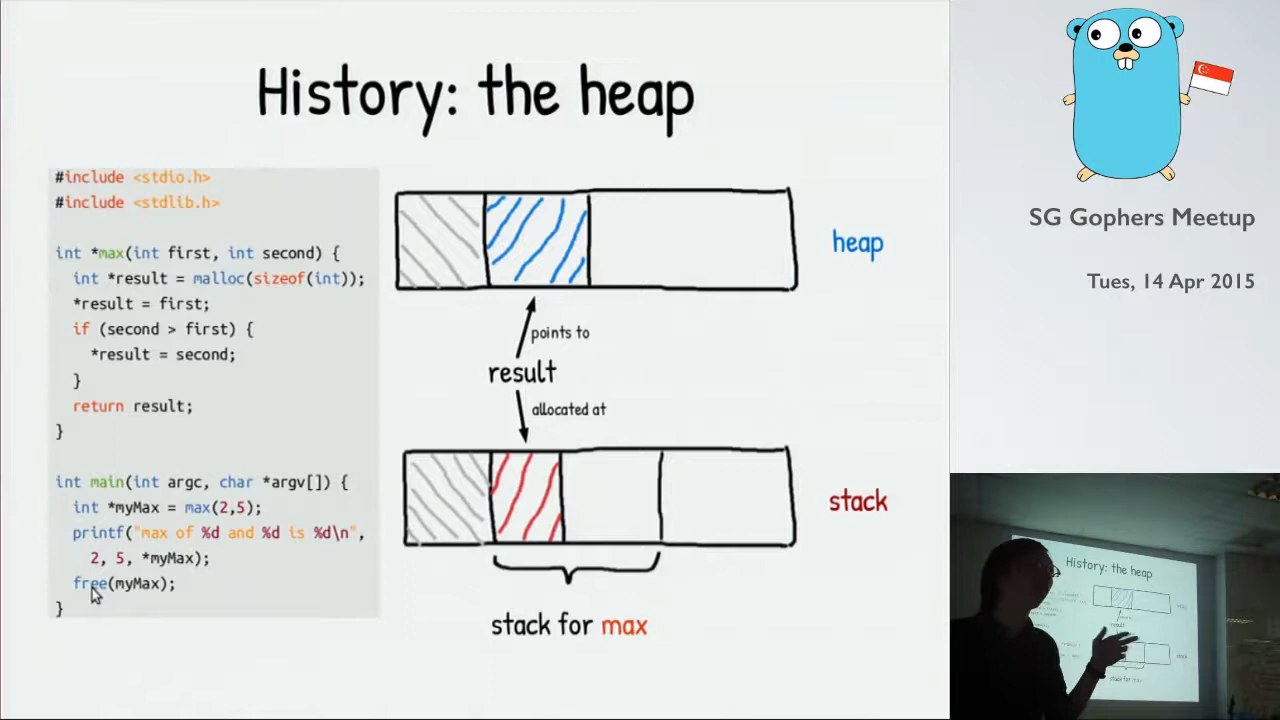 History: the heap
#include <stdio.h>
#include <stdlib.h>
int *max(int first, int second) {
int *result = malloc(sizeof(int));
*result = first;
if (second > first) {
*result = second;
}
return result;
}
int main(int argc, char *argv[]) {
int *myMax = max(2,5);
printf("max of %d and %d is %d\n",
2, 5, *myMax);
free(myMax);
}
heap
points to
result
allocated at
stack
stack for max
SG Gophers Meetup
Tues, 14 Apr 2015
History: the heap